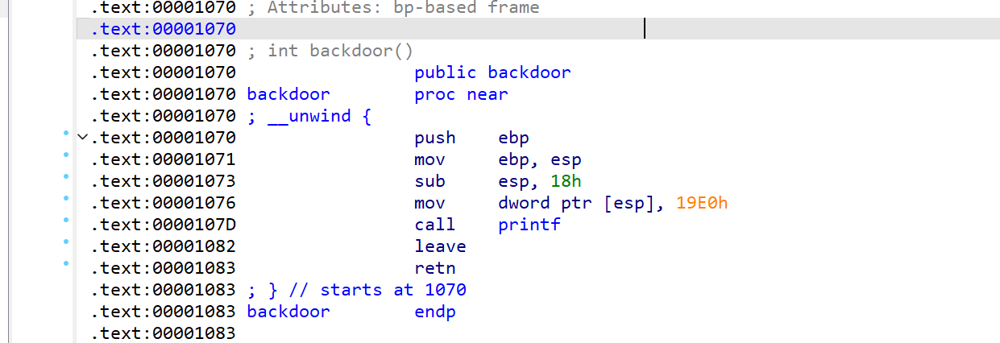 .text:00001070 ; Attributes: bp-based frame
.text:00001070
.text:00001070 ; int backdoor()
.text:00001070                 public backdoor
.text:00001070 backdoor        proc near
.text:00001070 ; __unwind {
.text:00001070                 push    ebp
.text:00001071                 mov     ebp, esp
.text:00001073                 sub     esp, 18h
.text:00001076                 mov     dword ptr [esp], 19E0h
.text:0000107D                 call    printf
.text:00001082                 leave
.text:00001083                 retn
.text:00001083 ; } // starts at 1070
.text:00001083 backdoor        endp
.text:00001083